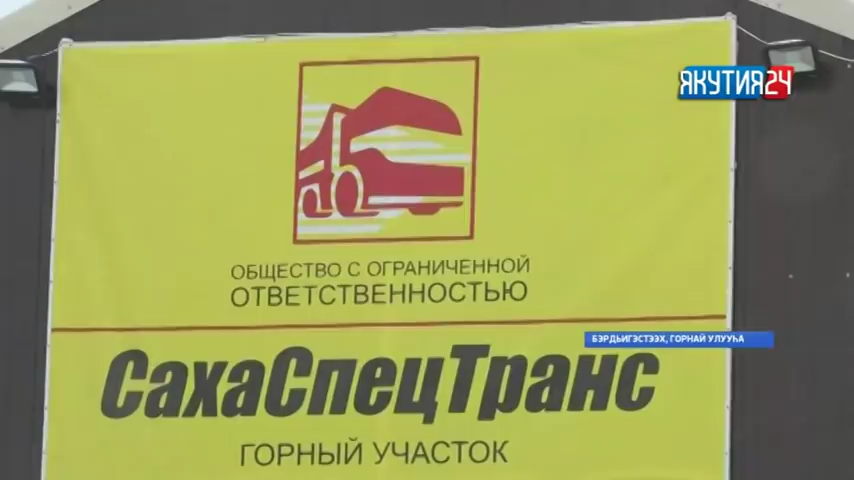 ЯКУТИЯ24
ОБЩЕСТВО С ОГРАНИЧЕННОЙ
ОТВЕТСТВЕННОСТЬЮ
БЭРДЬИГЭСТЭЭХ, ГОРНАЙ УЛУУҺА
СахаСпецТранс
ГОРНЫЙ УЧАСТОК